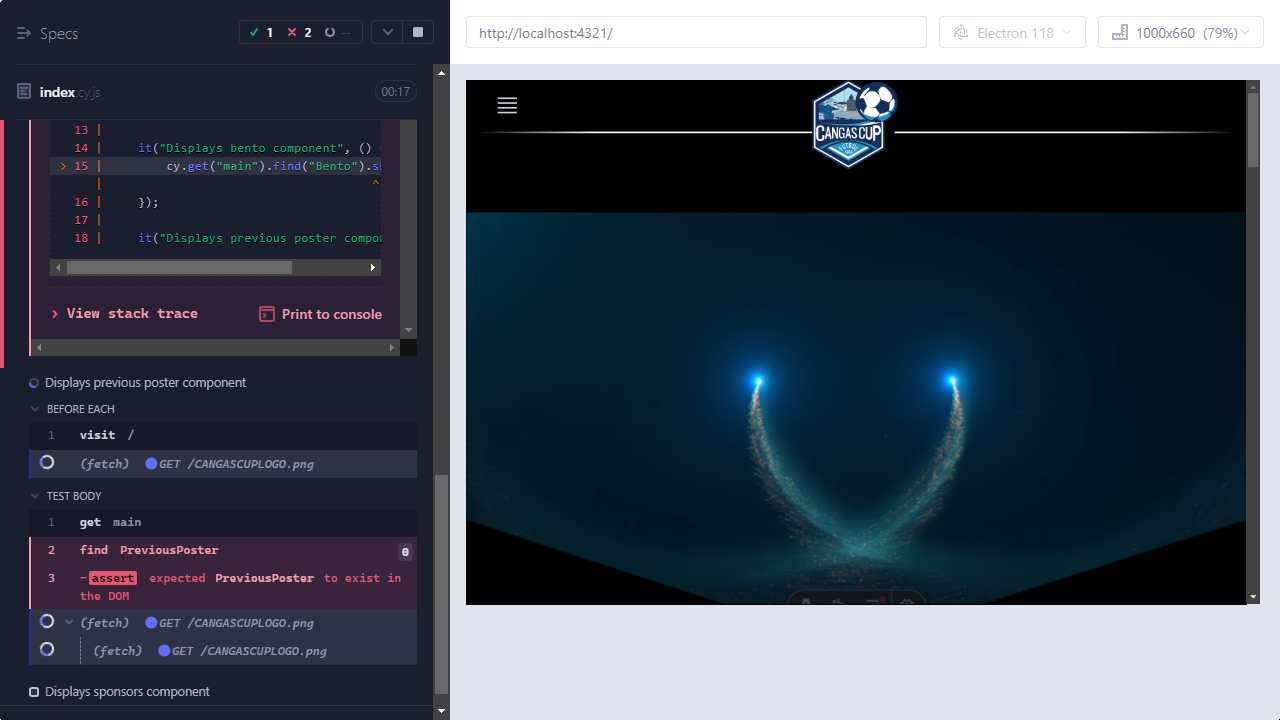 Specs
1
2
--
index.cy.js
00:17
13 |
14 | it("Displays bento component", ()
> 15 | cy.get("main").find("Bento").s
| ^
16 | });
17 |
18 | it("Displays previous poster compo
View stack trace
Print to console
Displays previous poster component
BEFORE EACH
1 visit /
(fetch) GET /CANGASCUPLOGO.png
TEST BODY
1 get main
2 find PreviousPoster 0
3 -assert expected PreviousPoster to exist in
the DOM
(fetch) GET /CANGASCUPLOGO.png
(fetch) GET /CANGASCUPLOGO.png
Displays sponsors component
http://localhost:4321/
Electron 118
1000x660 (79%)
CANGAS CUP
FUTBOL